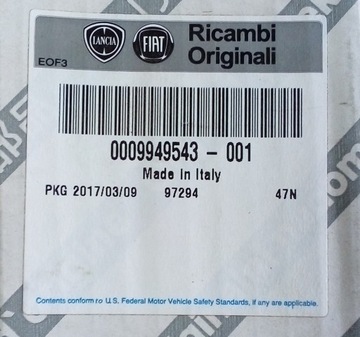 LANCIA FIAT Ricambi
Originali
EOF3
0009949543 - 001
Made in Italy
PKG 2017/03/09 97294 47N
Contents conform to U.S. Federal Motor Vehicle Safety Standards, if any are applicable.